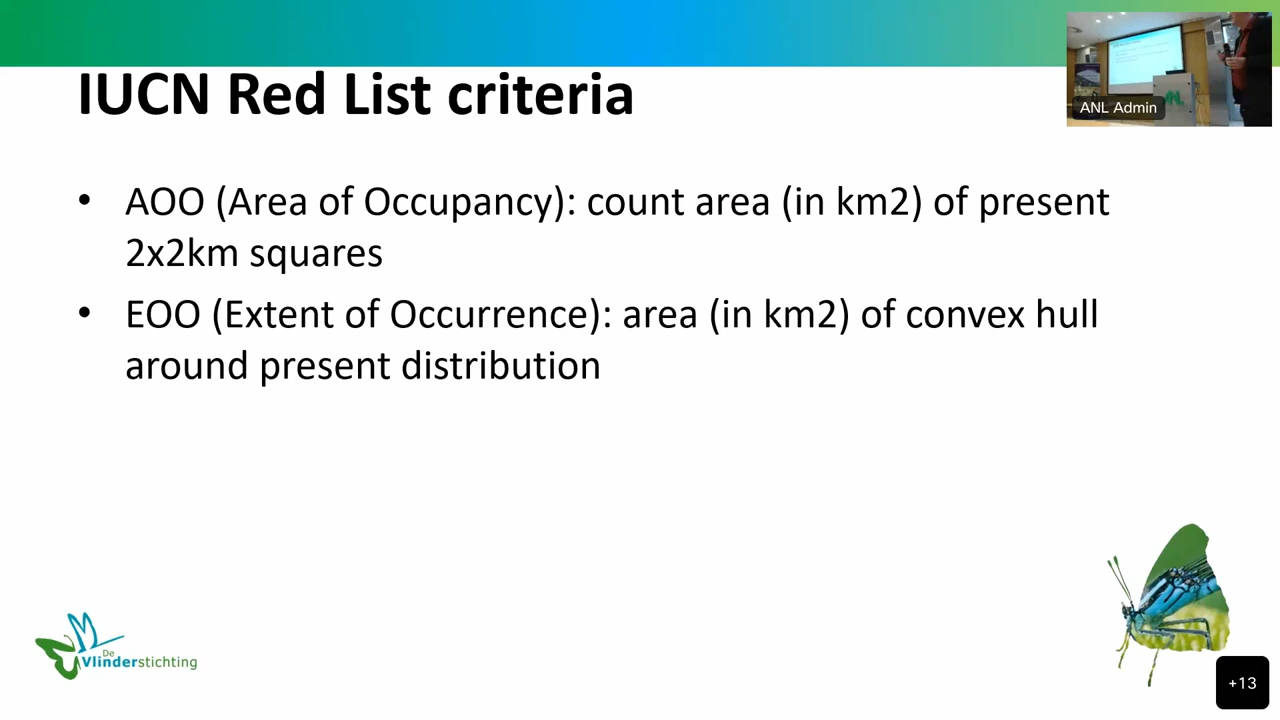 IUCN Red List criteria
ANL Admin
• AOO (Area of Occupancy): count area (in km2) of present
2x2km squares
• EOO (Extent of Occurrence): area (in km2) of convex hull
around present distribution
De
Vlinderstichting
+13